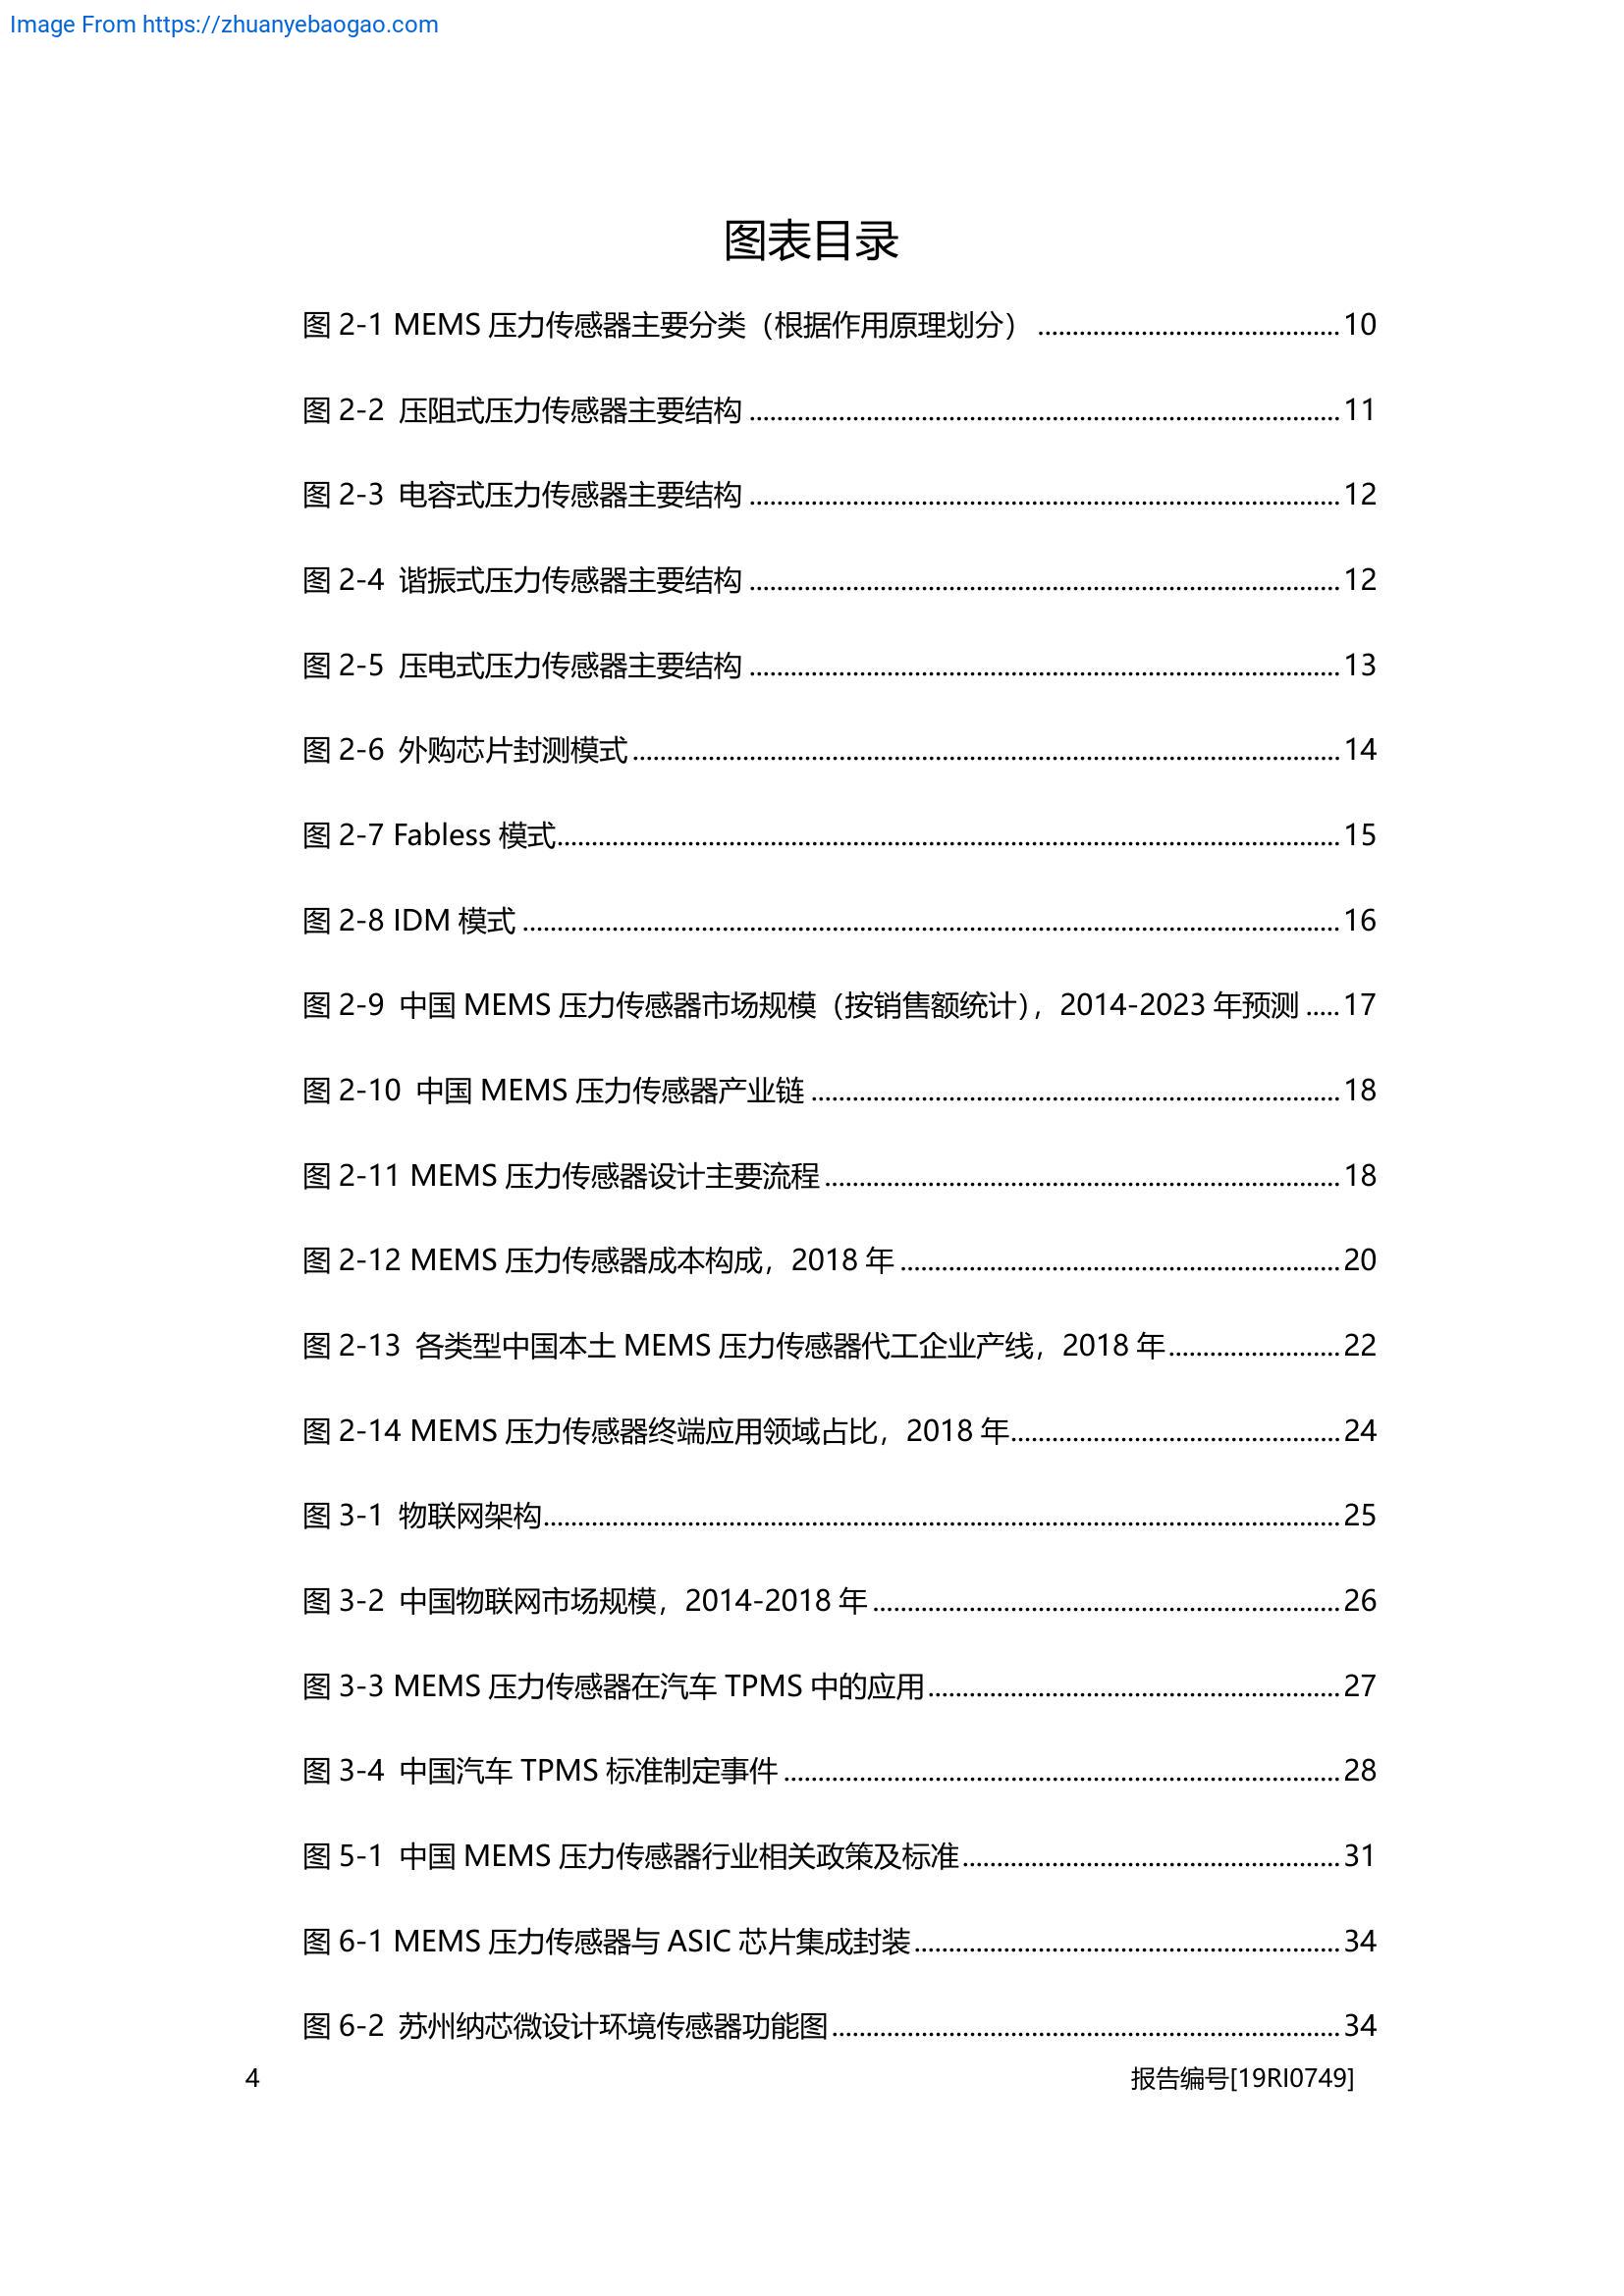 Image From https://zhuanyebaogao.com
图表目录
图 2-1 MEMS 压力传感器主要分类（根据作用原理划分） ............................................ 10
图 2-2 压阻式压力传感器主要结构 ...................................................................................... 11
图 2-3 电容式压力传感器主要结构 ...................................................................................... 12
图 2-4 谐振式压力传感器主要结构 ...................................................................................... 12
图 2-5 压电式压力传感器主要结构 ...................................................................................... 13
图 2-6 外购芯片封测模式 ....................................................................................................... 14
图 2-7 Fabless 模式.................................................................................................................. 15
图 2-8 IDM 模式 ....................................................................................................................... 16
图 2-9 中国 MEMS 压力传感器市场规模（按销售额统计），2014-2023 年预测 ..... 17
图 2-10 中国 MEMS 压力传感器产业链 ............................................................................. 18
图 2-11 MEMS 压力传感器设计主要流程 ........................................................................... 18
图 2-12 MEMS 压力传感器成本构成，2018 年 ................................................................ 20
图 2-13 各类型中国本土 MEMS 压力传感器代工企业产线，2018 年......................... 22
图 2-14 MEMS 压力传感器终端应用领域占比，2018 年................................................ 24
图 3-1 物联网架构.................................................................................................................... 25
图 3-2 中国物联网市场规模，2014-2018 年 .................................................................... 26
图 3-3 MEMS 压力传感器在汽车 TPMS 中的应用............................................................ 27
图 3-4 中国汽车 TPMS 标准制定事件 ................................................................................. 28
图 5-1 中国 MEMS 压力传感器行业相关政策及标准....................................................... 31
图 6-1 MEMS 压力传感器与 ASIC 芯片集成封装.............................................................. 34
图 6-2 苏州纳芯微设计环境传感器功能图.......................................................................... 34
4 报告编号[19RI0749]